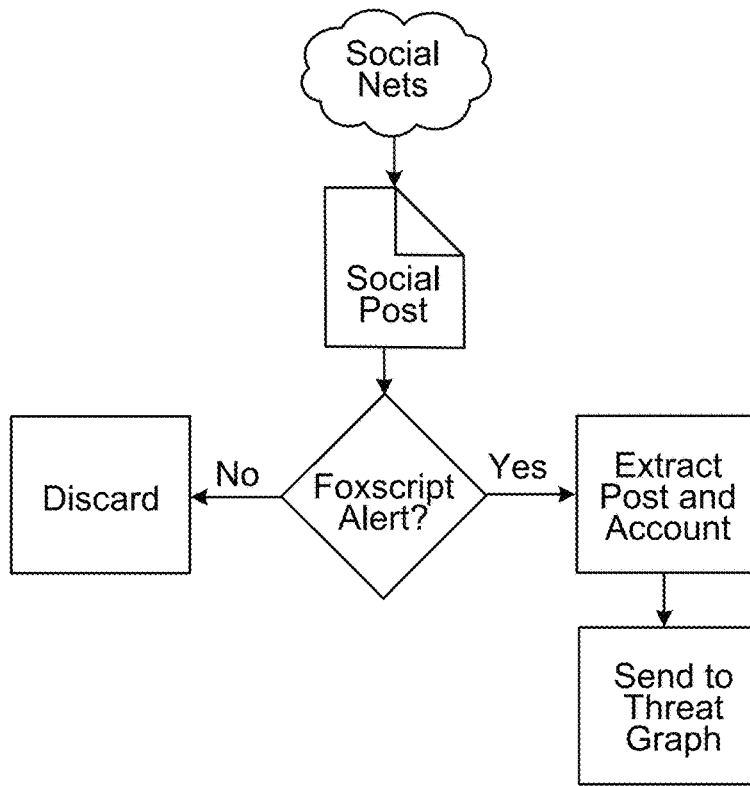 Social
Nets
Social
Post
Discard
No
Foxscript
Alert?
Yes
Extract
Post and
Account
Send to
Threat
Graph